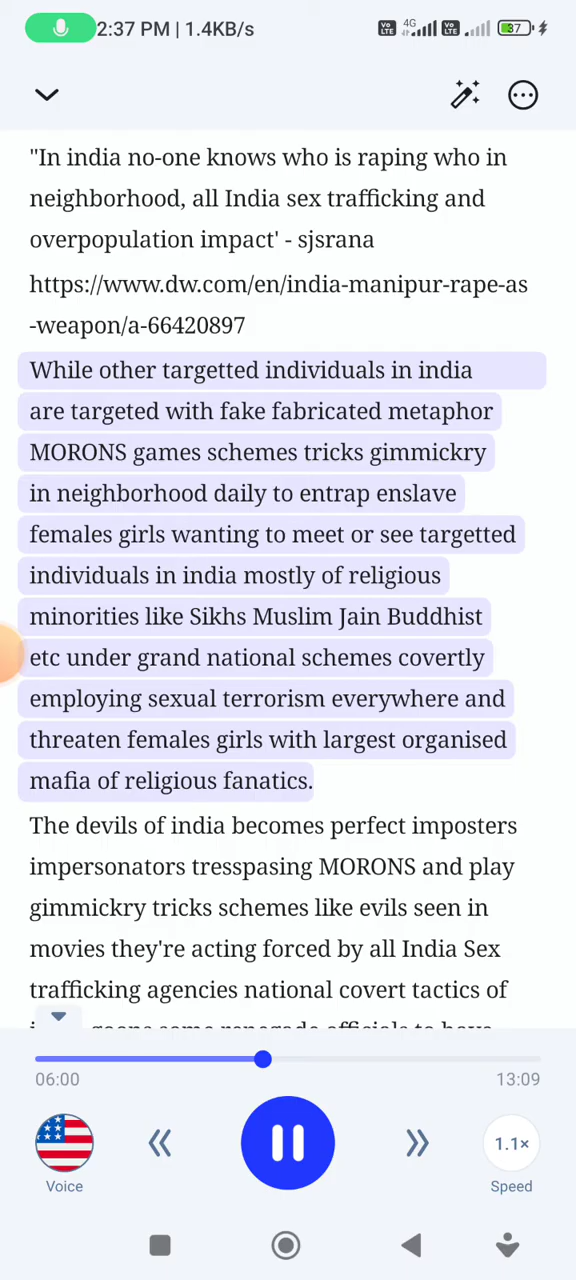 2:37 PM | 1.4KB/s
Vo LTE 4G Vo LTE 37
"In india no-one knows who is raping who in
neighborhood, all India sex trafficking and
overpopulation impact' - sjsrana
https://www.dw.com/en/india-manipur-rape-as
-weapon/a-66420897
While other targetted individuals in india
are targeted with fake fabricated metaphor
MORONS games schemes tricks gimmickry
in neighborhood daily to entrap enslave
females girls wanting to meet or see targetted
individuals in india mostly of religious
minorities like Sikhs Muslim Jain Buddhist
etc under grand national schemes covertly
employing sexual terrorism everywhere and
threaten females girls with largest organised
mafia of religious fanatics.
The devils of india becomes perfect imposters
impersonators tresspasing MORONS and play
gimmickry tricks schemes like evils seen in
movies they're acting forced by all India Sex
trafficking agencies national covert tactics of
06:00
13:09
1.1×
Voice
Speed